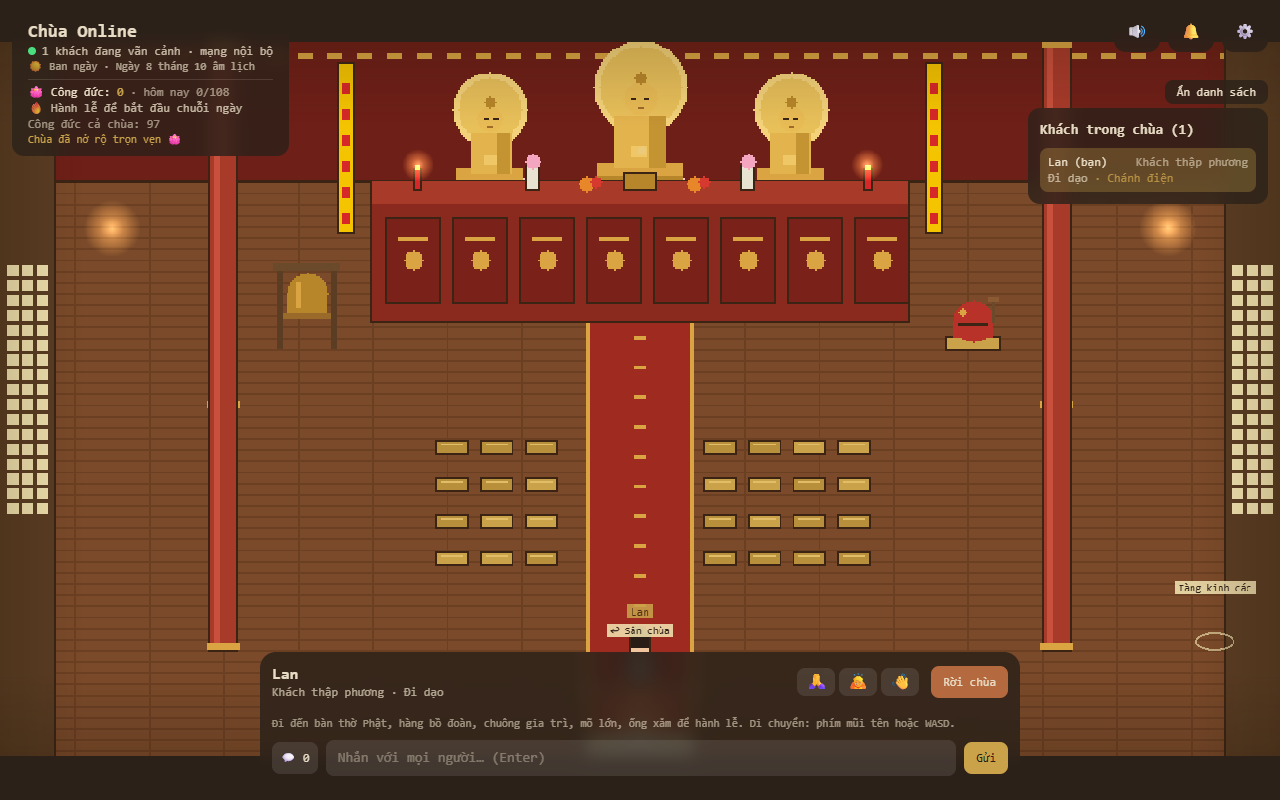 Chùa Online
1 khách đang vãn cảnh · mạng nội bộ
Ban ngày · Ngày 8 tháng 10 âm lịch
Công đức: 0 · hôm nay 0/108
Hành lễ để bắt đầu chuỗi ngày
Công đức cả chùa: 97
Chùa đã nở rộ trọn vẹn
Ẩn danh sách
Khách trong chùa (1)
Lan (bạn) Khách thập phương
Đi dạo · Chánh điện
Tàng kinh các
Lan
↩ Sân chùa
Lan
Khách thập phương · Đi dạo
Rời chùa
Đi đến bàn thờ Phật, hàng bồ đoàn, chuông gia trì, mõ lớn, ống xăm để hành lễ. Di chuyển: phím mũi tên hoặc WASD.
0
Nhắn với mọi người… (Enter)
Gửi